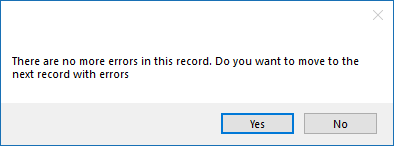 There are no more errors in this record. Do you want to move to the
next record with errors
Yes
No